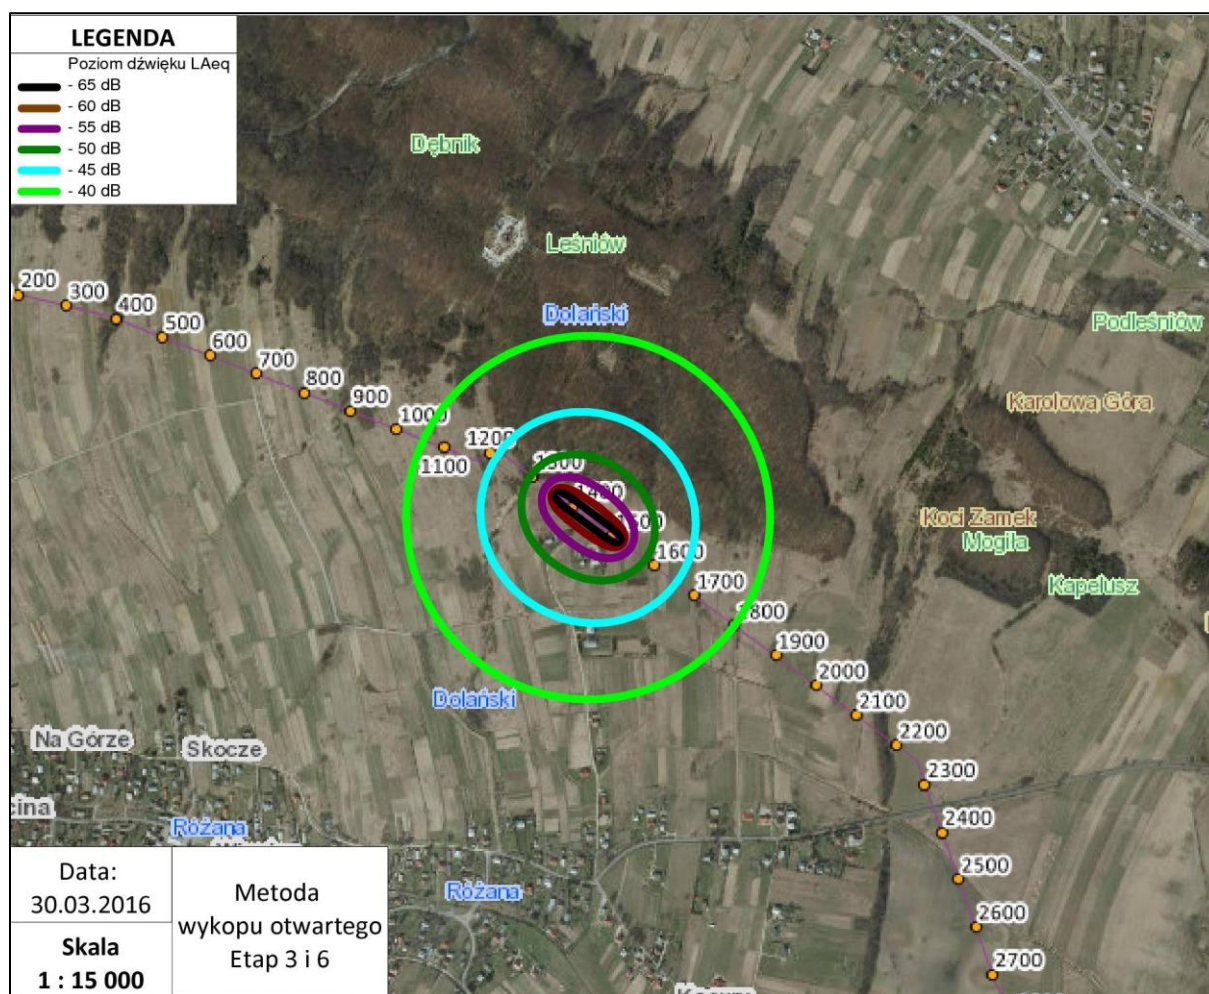 LEGENDA
Poziom dźwięku LAeq
- 65 dB
- 60 dB
- 55 dB
- 50 dB
- 45 dB
- 40 dB
Dębnik
Leśniów
Dolański
Podleśniów
Karolowa Góra
Koci Zamek
Mogiła
Kapelusz
200
300
400
500
600
700
800
900
1000
1100
1200
1300
1400
1500
1600
1700
1800
1900
2000
2100
2200
2300
2400
2500
2600
2700
Dolański
Na Górze
Skocze
Różana
Różana
Data:
30.03.2016
Skala
1 : 15 000
Metoda
wykopu otwartego
Etap 3 i 6